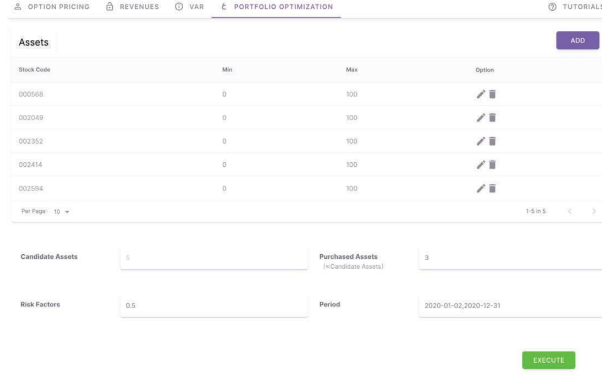 OPTION PRICING REVENUES VAR PORTFOLIO OPTIMIZATION TUTORIALS
Assets ADD
Stock Code Min Max Option
000568 0 100
002049 0 100
002352 0 100
002414 0 100
002594 0 100
Per Page: 10 1-5 in 5
Candidate Assets 5 Purchased Assets 3
(≤Candidate Assets)
Risk Factors 0.5 Period 2020-01-02,2020-12-31
EXECUTE